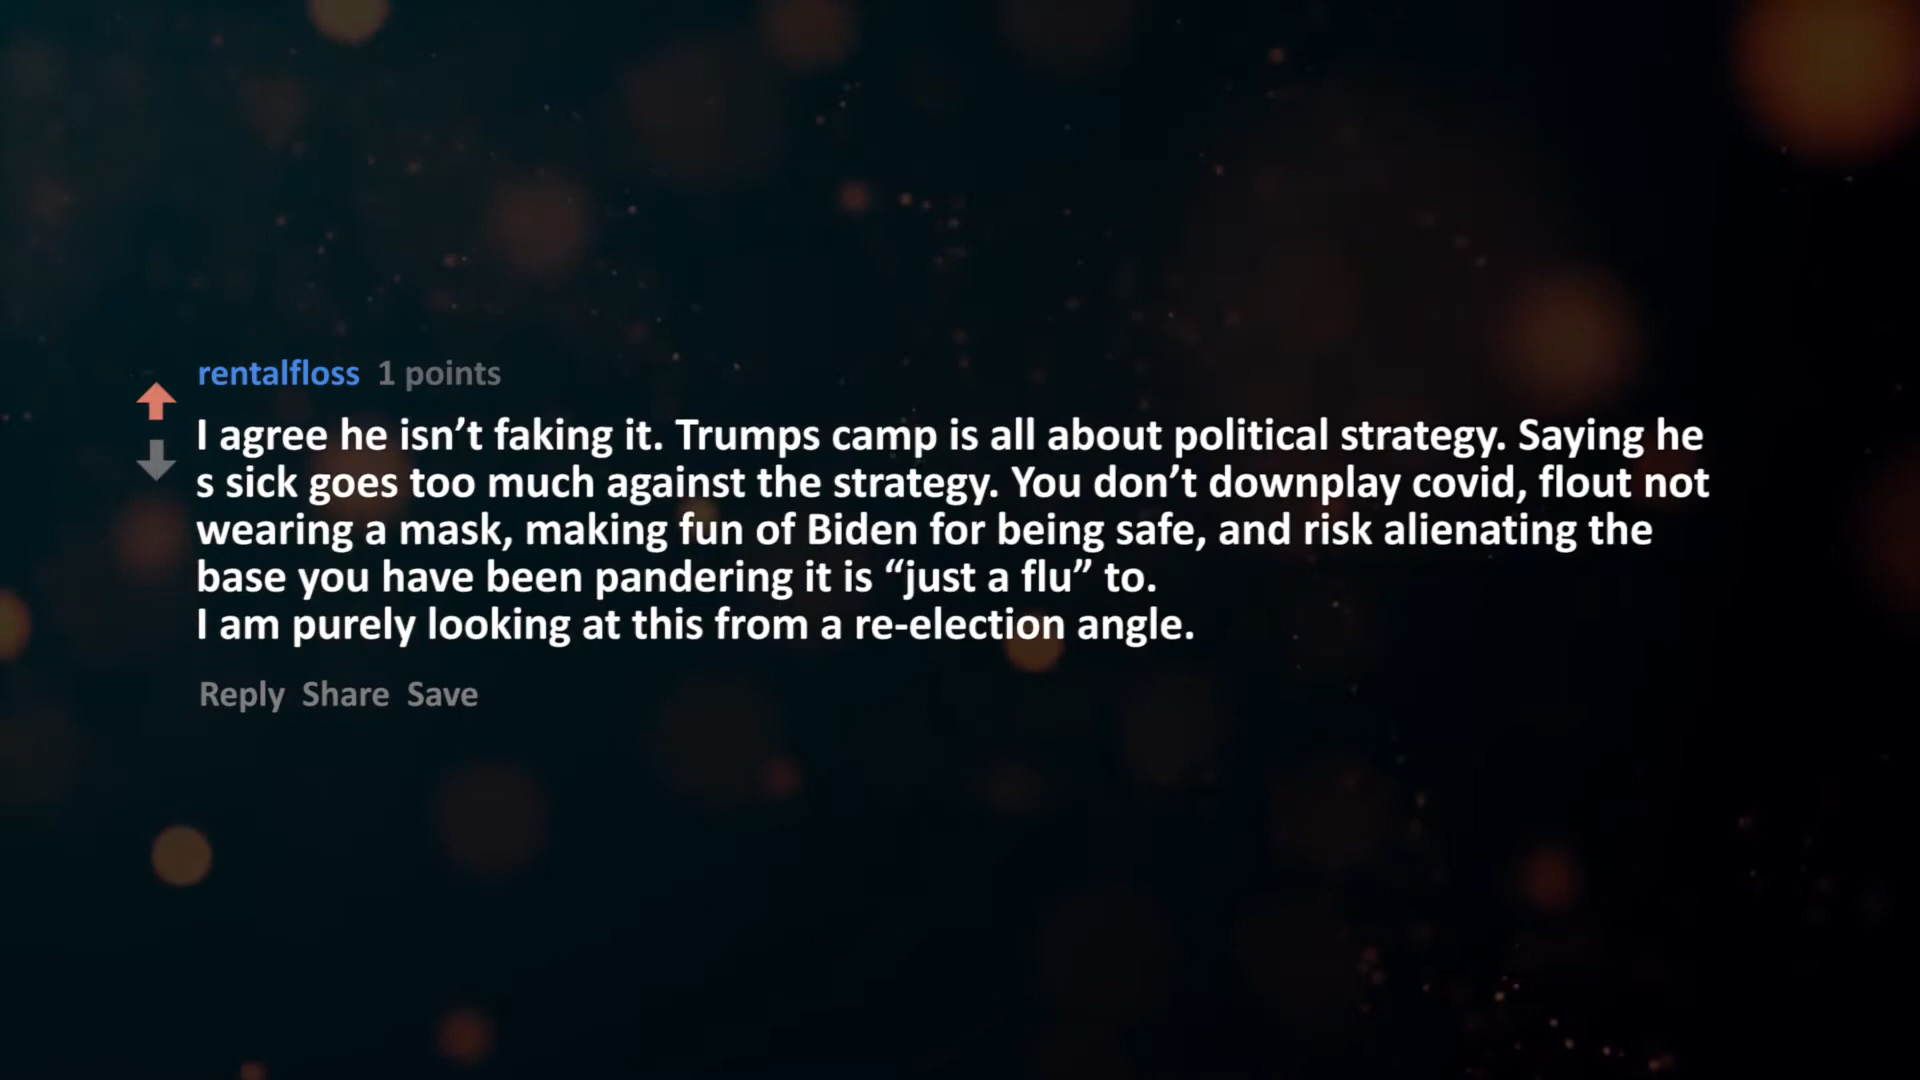 rentalfloss 1 points
I agree he isn’t faking it. Trumps camp is all about political strategy. Saying he
s sick goes too much against the strategy. You don’t downplay covid, flout not
wearing a mask, making fun of Biden for being safe, and risk alienating the
base you have been pandering it is “just a flu” to.
I am purely looking at this from a re-election angle.
Reply Share Save